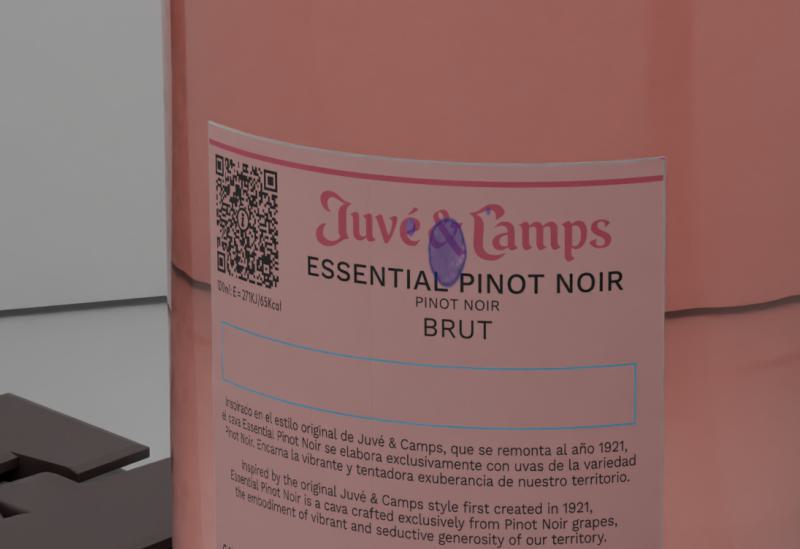 Juvé & Camps
ESSENTIAL PINOT NOIR
PINOT NOIR
BRUT
100ml: E = 271KJ/65Kcal
Inspirado en el estilo original de Juvé & Camps, que se remonta al año 1921,
el cava Essential Pinot Noir se elabora exclusivamente con uvas de la variedad
Pinot Noir. Encarna la vibrante y tentadora exuberancia de nuestro territorio.
Inspired by the original Juvé & Camps style first created in 1921,
Essential Pinot Noir is a cava crafted exclusively from Pinot Noir grapes,
the embodiment of vibrant and seductive generosity of our territory.